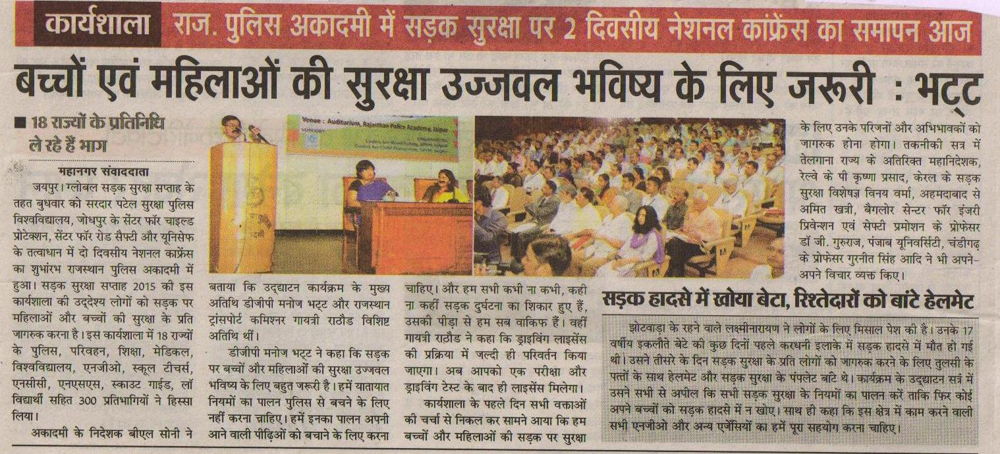 कार्यशाला राज. पुलिस अकादमी में सड़क सुरक्षा पर 2 दिवसीय नेशनल कांफ्रेंस का समापन आज
बच्चों एवं महिलाओं की सुरक्षा उज्जवल भविष्य के लिए जरूरी : भट्ट
■ 18 राज्यों के प्रतिनिधि
ले रहे हैं भाग
महानगर संवाददाता
जयपुर। ग्लोबल सड़क सुरक्षा सप्ताह के
तहत बुधवार को सरदार पटेल सुरक्षा पुलिस
विश्वविद्यालय, जोधपुर के सेंटर फॉर चाइल्ड
प्रोटेक्शन, सेंटर फॉर रोड सैफ्टी और यूनिसेफ
के तत्वाधान में दो दिवसीय नेशनल काफ्रेंस
का शुभांरभ राजस्थान पुलिस अकादमी में
हुआ। सड़क सुरक्षा सप्ताह 2015 की इस
कार्यशाला की उद्देश्य लोगों को सड़क पर
महिलाओं और बच्चों की सुरक्षा के प्रति
जागरुक करना है। इस कार्यशाला में 18 राज्यों
के पुलिस, परिवहन, शिक्षा, मेडिकल,
विश्वविद्यालय, एनजीओ, स्कूल टीचर्स,
एनसीसी, एनएसएस, स्काउट गाईड, लॉ
विद्यार्थी सहित 300 प्रतिभागियों ने हिस्सा
लिया।
अकादमी के निदेशक बीएल सोनी ने
Venue : Auditorium, Rajasthan Police Academy, Jaipur
बताया कि उद्घाटन कार्यक्रम के मुख्य
अतिथि डीजीपी मनोज भट्ट और राजस्थान
ट्रांसपोर्ट कमिश्नर गायत्री राठौड विशिष्ट
अतिथि थीं।
डीजीपी मनोज भट्ट ने कहा कि सड़क
पर बच्चों और महिलाओं की सुरक्षा उज्जवल
भविष्य के लिए बहुत जरूरी है। हमें यातायात
नियमों का पालन पुलिस से बचने के लिए
नहीं करना चाहिए। हमें इनका पालन अपनी
आने वाली पीढ़िओं को बचाने के लिए करना
चाहिए। और हम सभी कभी ना कभी, कही
ना कहीं सड़क दुर्घटना का शिकार हुए हैं,
उसकी पीड़ा से हम सब वाकिफ हैं। वहीं
गायत्री राठौड ने कहा कि ड्राइविंग लाइसेंस
की प्रक्रिया में जल्दी ही परिवर्तन किया
जाएगा। अब आपको एक परीक्षा और
ड्राइविंग टेस्ट के बाद ही लाइसेंस मिलेगा।
कार्यशाला के पहले दिन सभी वक्ताओं
की चर्चा से निकल कर सामने आया कि हम
बच्चों और महिलाओं की सड़क पर सुरक्षा
के लिए उनके परिजनों और अभिभावकों को
जागरुक होना होगा। तकनीकी सत्र में
तेलगाना राज्य के अतिरिक्त महानिदेशक,
रेल्वे के पी कृष्णा प्रसाद, केरल के सड़क
सुरक्षा विशेषज्ञ विनय वर्मा, अहमदाबाद से
अमित खत्री, बैगलोर सेन्टर फॉर इंजरी
प्रिवेन्शन एवं सेफ्टी प्रमोशन के प्रोफेसर
डॉ जी. गुरुराज, पंजाब यूनिवर्सिटी, चंडीगढ़
के प्रोफेसर गुरनीत सिंह आदि ने भी अपने-
अपने विचार व्यक्त किए।
सड़क हादसे में खोया बेटा, रिश्तेदारों को बांटे हेलमेट
झोटवाडा के रहने वाले लक्ष्मीनारायण ने लोगों के लिए मिसाल पेश की है। उनके 17
वर्षीय इकलौते बेटे की कुछ दिनों पहले करधनी इलाके में सड़क हादसे में मौत हो गई
थी। उसने तीसरे के दिन सड़क सुरक्षा के प्रति लोगों को जागरुक करने के लिए तुलसी के
पत्तों के साथ हेलमेट और सड़क सुरक्षा के पंपलेट बांटे थे। कार्यक्रम के उद्घाटन सत्र में
उसने सभी से अपील कि सभी सड़क सुरक्षा के नियमों का पालन करें ताकि फिर कोई
अपने बच्चों को सड़क हादसे में न खोए। साथ ही कहा कि इस क्षेत्र में काम करने वाली
सभी एनजीओ और अन्य एजेंसियों का हमें पूरा सहयोग करना चाहिए।